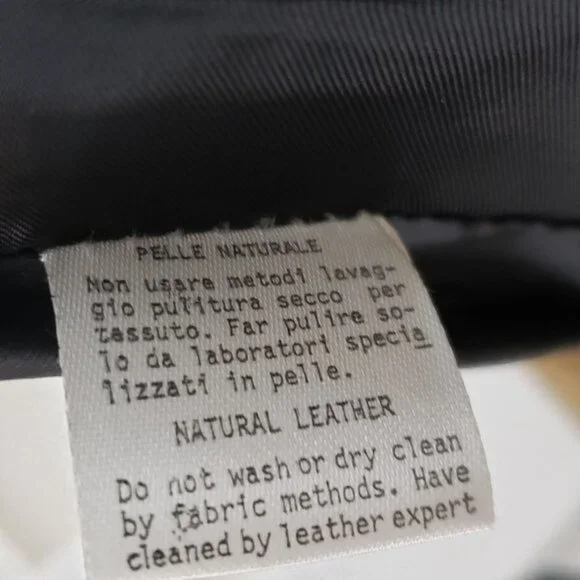 PELLE NATURALE
Non usare metodi lavag-
gio pulitura secco per
tassuto. Far pulire so-
lo da laboratori specia
lizzati in pelle.
NATURAL LEATHER
Do not wash or dry clean
by fabric methods. Have
cleaned by leather expert